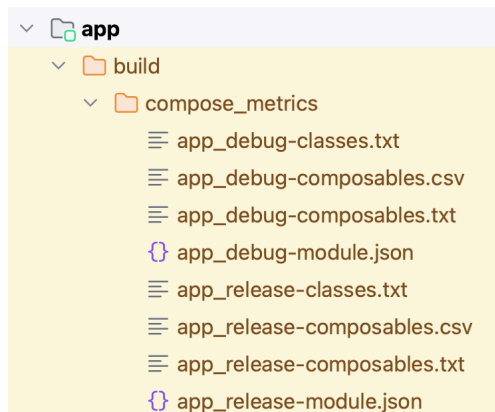 app
build
compose_metrics
app_debug-classes.txt
app_debug-composables.csv
app_debug-composables.txt
app_debug-module.json
app_release-classes.txt
app_release-composables.csv
app_release-composables.txt
app_release-module.json